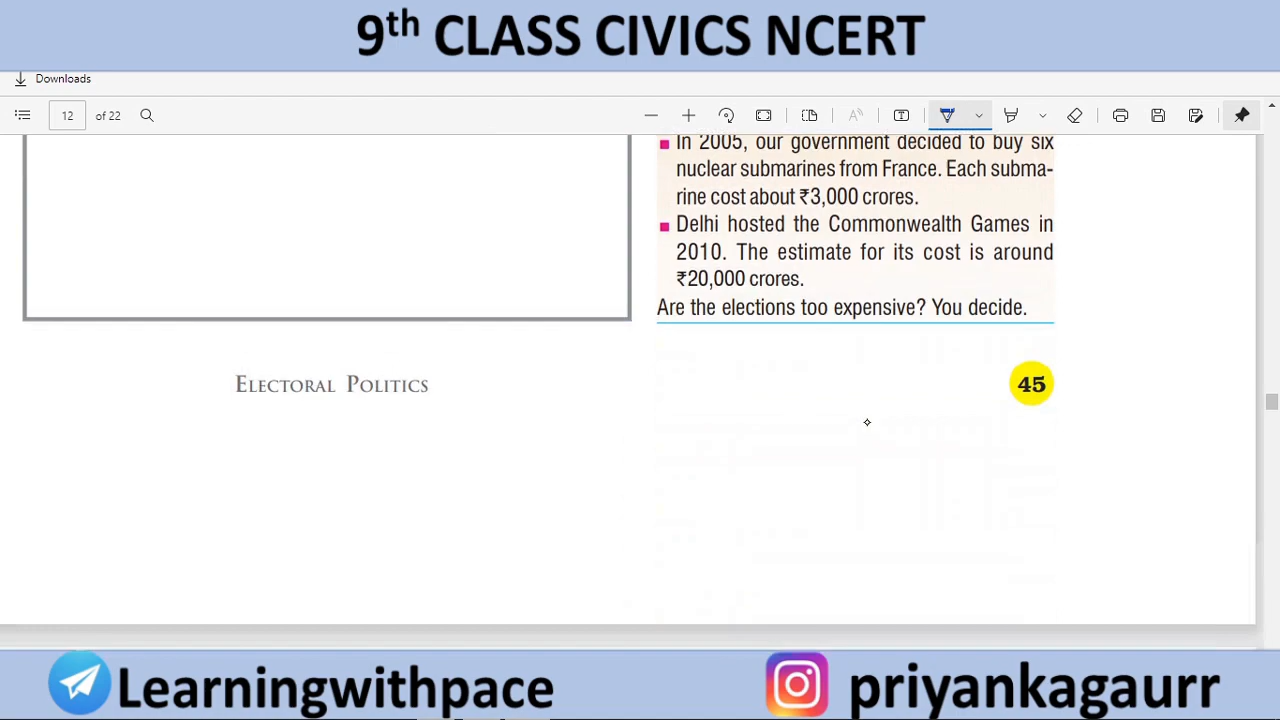 9th CLASS CIVICS NCERT
Downloads
12 of 22
In 2005, our government decided to buy six
nuclear submarines from France. Each subma-
rine cost about ₹3,000 crores.
Delhi hosted the Commonwealth Games in
2010. The estimate for its cost is around
₹20,000 crores.
Are the elections too expensive? You decide.
ELECTORAL POLITICS
45
Learningwithpace
priyankagaurr